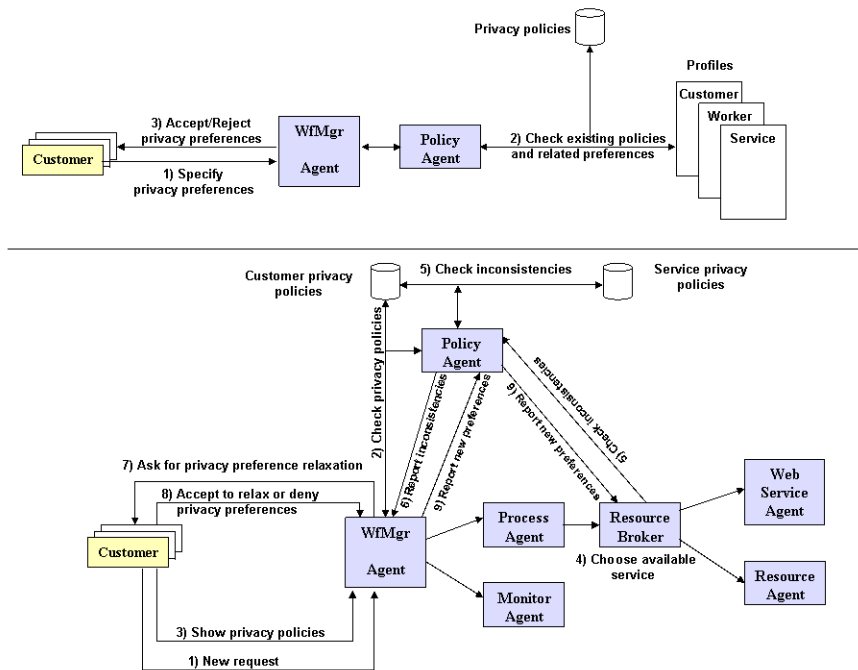 Privacy policies
Profiles
Customer
Worker
Service
3) Accept/Reject
privacy preferences
WfMgr
Agent
Policy
Agent
2) Check existing policies
and related preferences
Customer
1) Specify
privacy preferences
Customer privacy
policies
5) Check inconsistencies
Service privacy
policies
2) Check privacy policies
Policy
Agent
6) Report inconsistencies
9) Report new preferences
9) Report new preferences
5) Check inconsistencies
7) Ask for privacy preference relaxation
8) Accept to relax or deny
privacy preferences
Customer
WfMgr
Agent
Process
Agent
Resource
Broker
Web
Service
Agent
4) Choose available
service
Monitor
Agent
Resource
Agent
3) Show privacy policies
1) New request